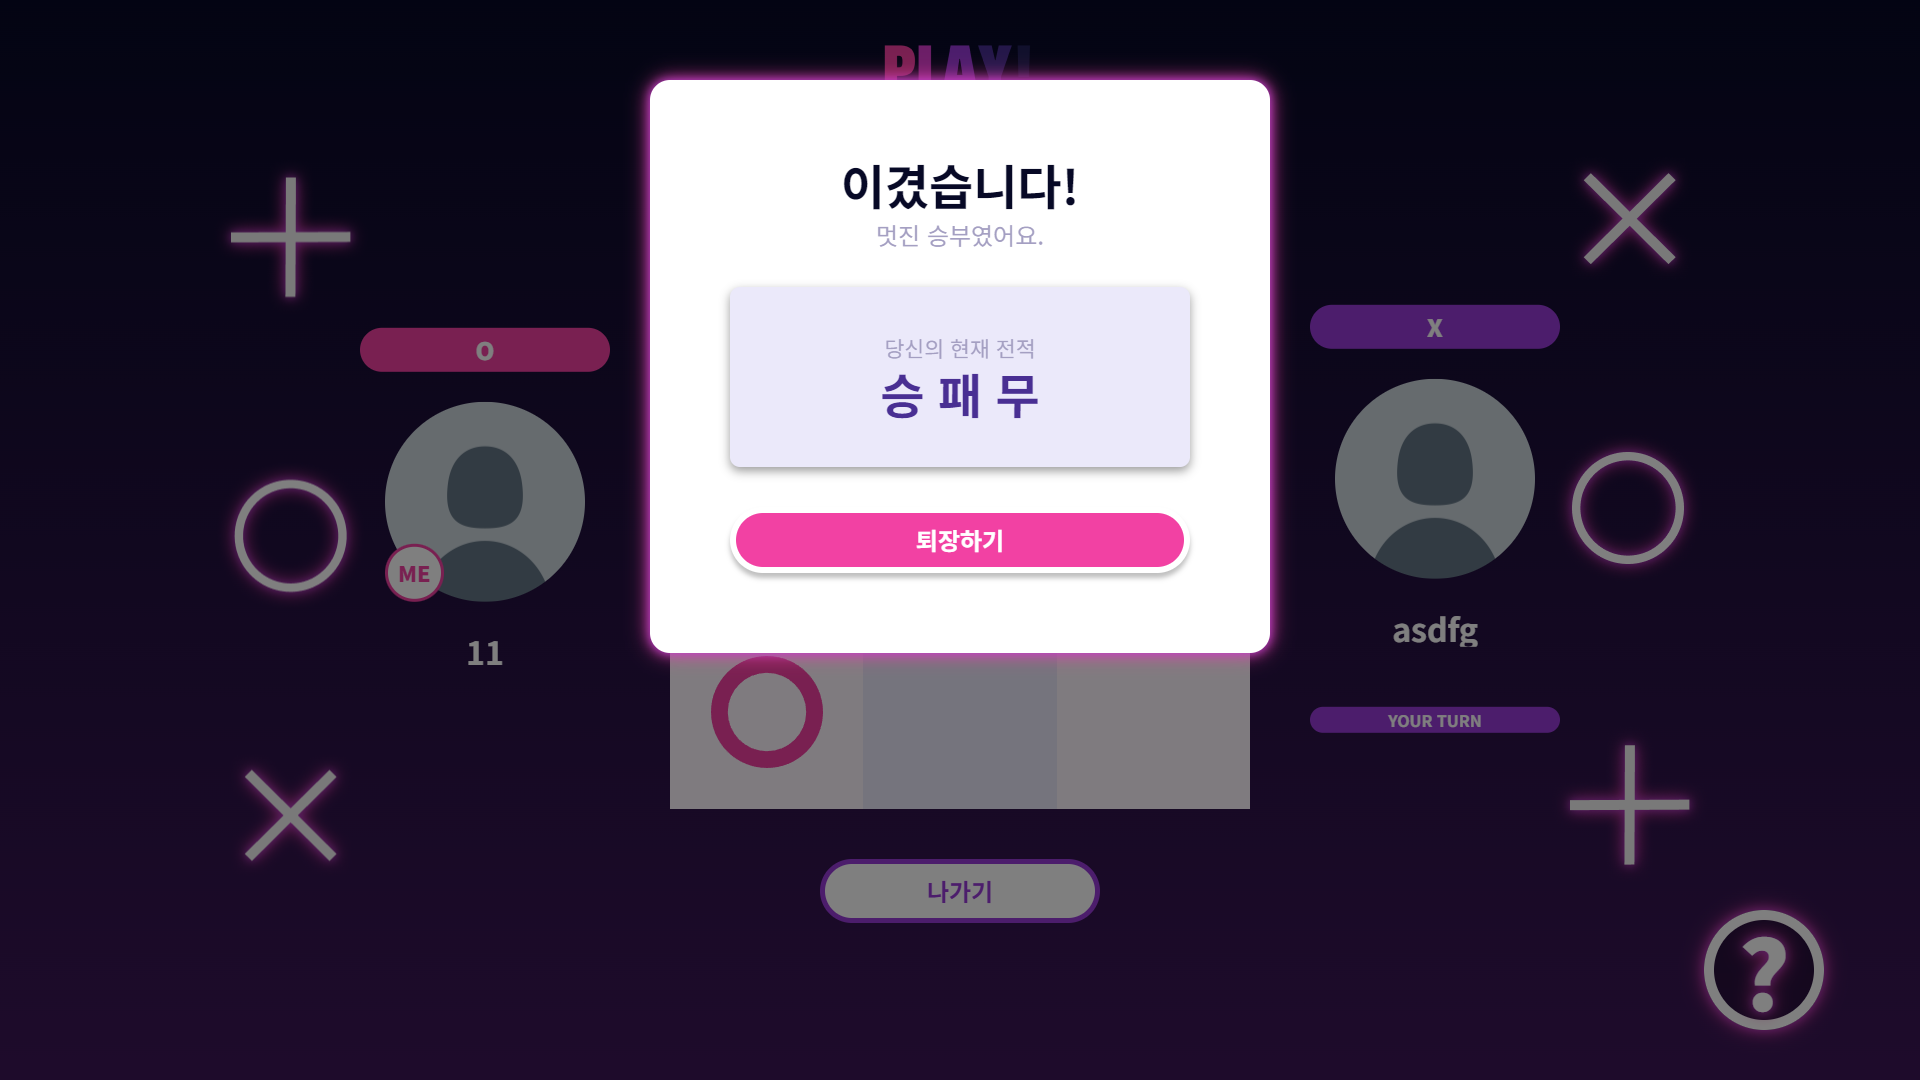 PLAY!
이겼습니다!
멋진 승부였어요.
당신의 현재 전적
승 패 무
퇴장하기
O
ME
11
X
asdfg
YOUR TURN
나가기
?